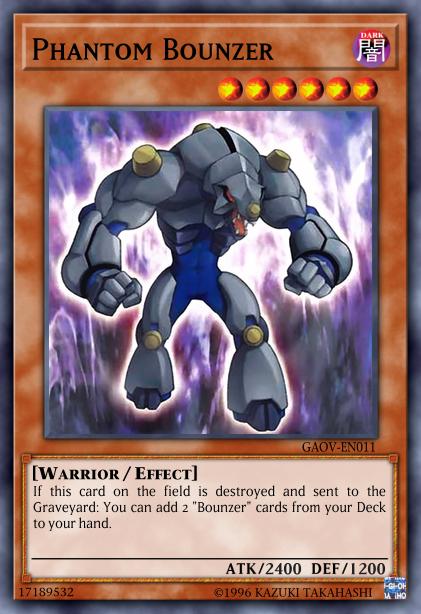 Phantom Bounzer
DARK
闇
GAOV-EN011
[Warrior / Effect]
If this card on the field is destroyed and sent to the
Graveyard: You can add 2 "Bounzer" cards from your Deck
to your hand.
ATK/2400 DEF/1200
17189532
©1996 KAZUKI TAKAHASHI